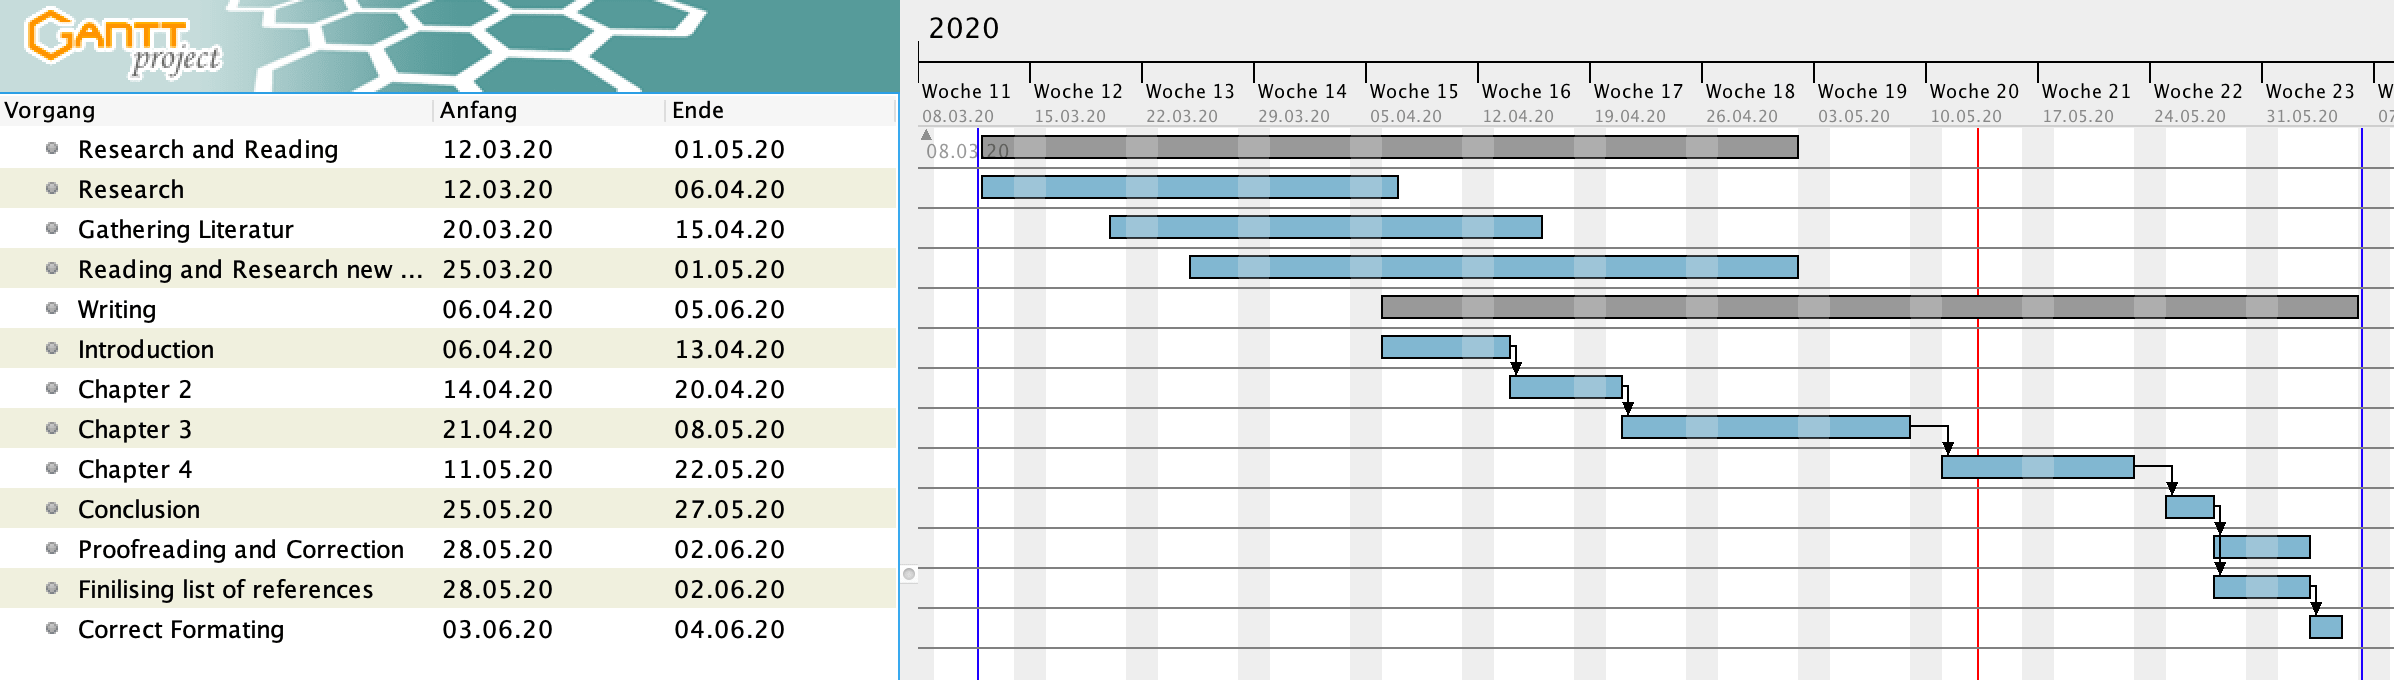 GANTT
project
2020
Woche 11 Woche 12 Woche 13 Woche 14 Woche 15 Woche 16 Woche 17 Woche 18 Woche 19 Woche 20 Woche 21 Woche 22 Woche 23 W
08.03.20 15.03.20 22.03.20 29.03.20 05.04.20 12.04.20 19.04.20 26.04.20 03.05.20 10.05.20 17.05.20 24.05.20 31.05.20 07
Vorgang Anfang Ende
08.03.20
Research and Reading 12.03.20 01.05.20
Research 12.03.20 06.04.20
Gathering Literatur 20.03.20 15.04.20
Reading and Research new ... 25.03.20 01.05.20
Writing 06.04.20 05.06.20
Introduction 06.04.20 13.04.20
Chapter 2 14.04.20 20.04.20
Chapter 3 21.04.20 08.05.20
Chapter 4 11.05.20 22.05.20
Conclusion 25.05.20 27.05.20
Proofreading and Correction 28.05.20 02.06.20
Finilising list of references 28.05.20 02.06.20
Correct Formating 03.06.20 04.06.20